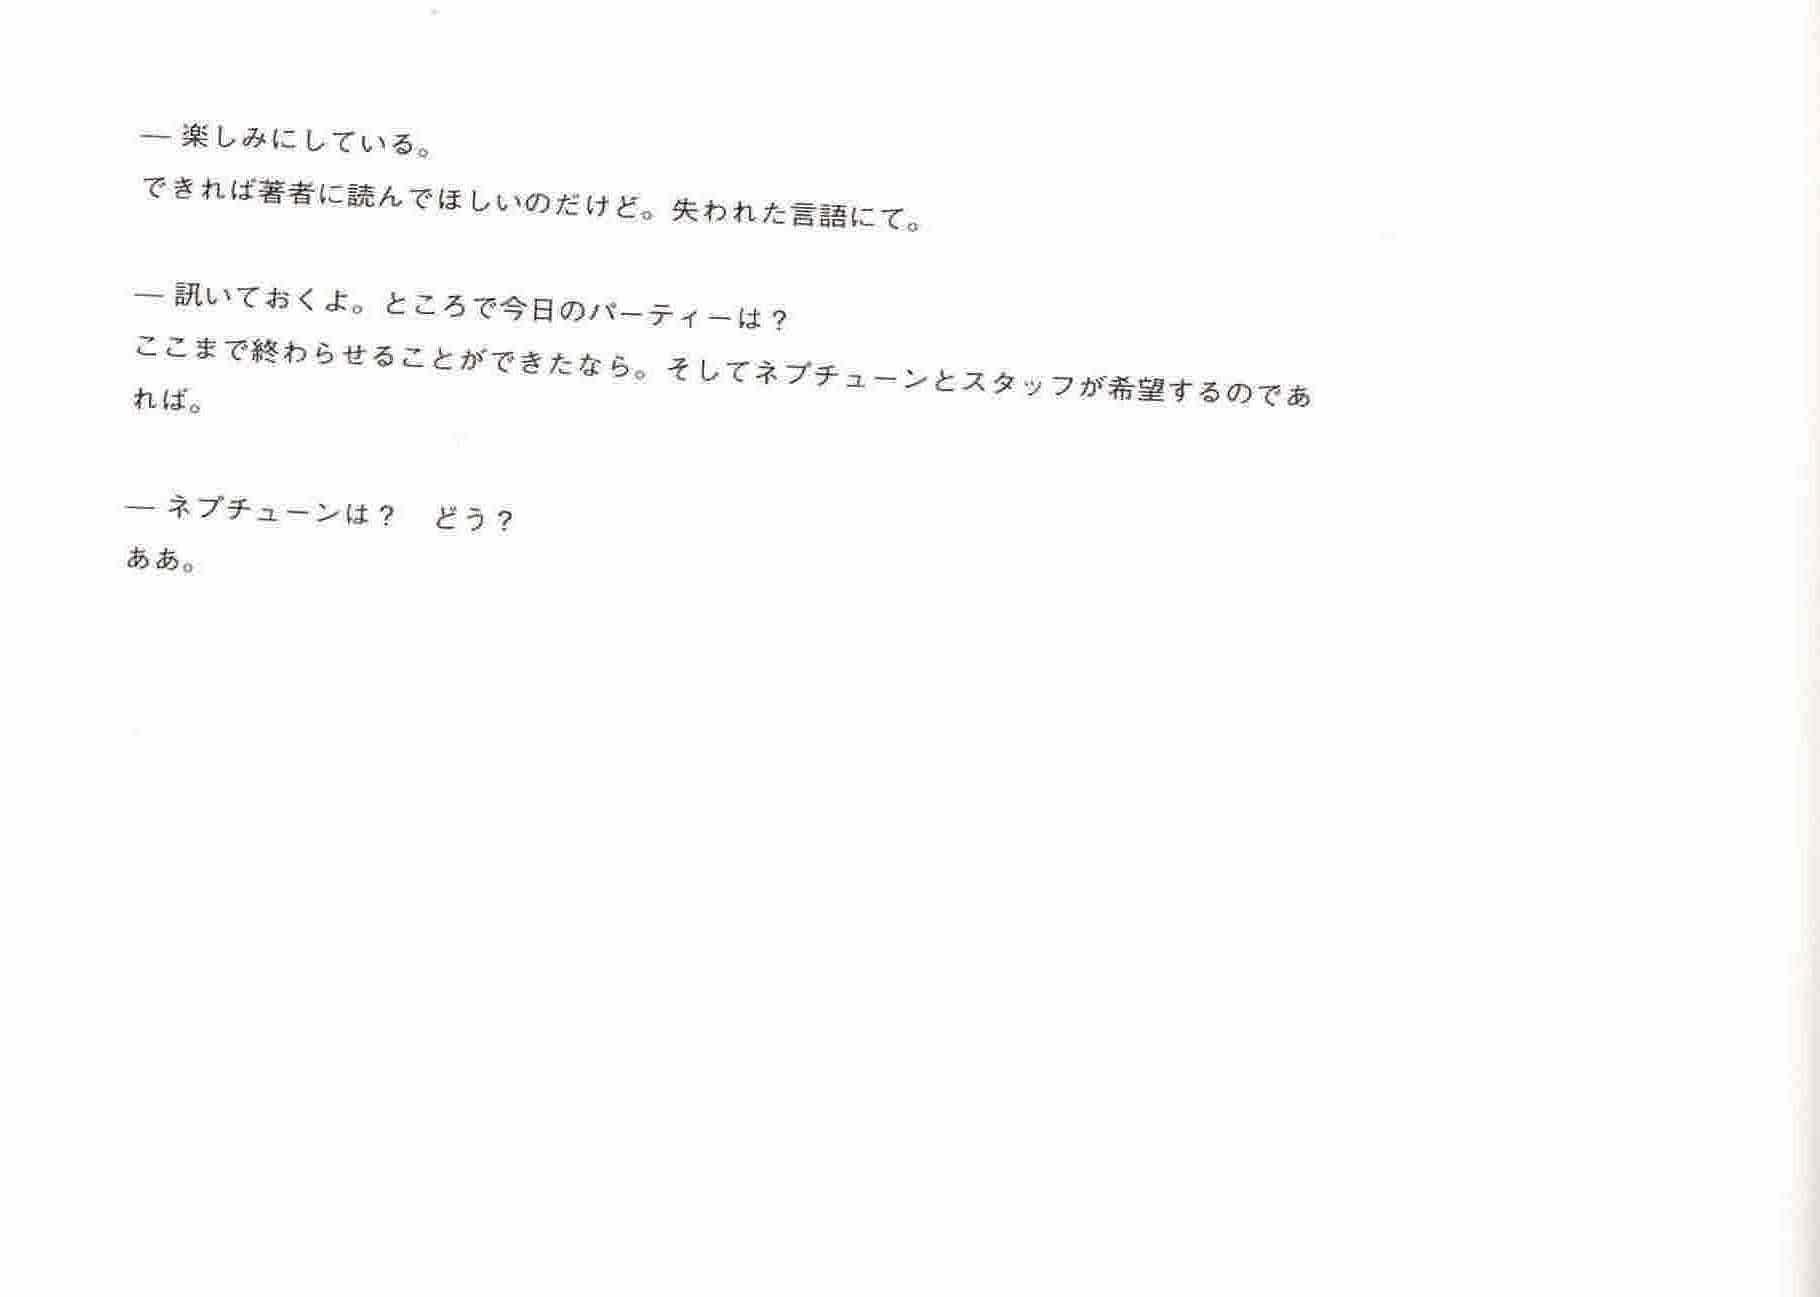 — 楽しみにしている。
できれば著者に読んでほしいのだけど。失われた言語にて。
— 訊いておくよ。ところで今日のパーティーは？
ここまで終わらせることができたなら。そしてネプチューンとスタッフが希望するのであ
れば。
— ネプチューンは？　どう？
ああ。